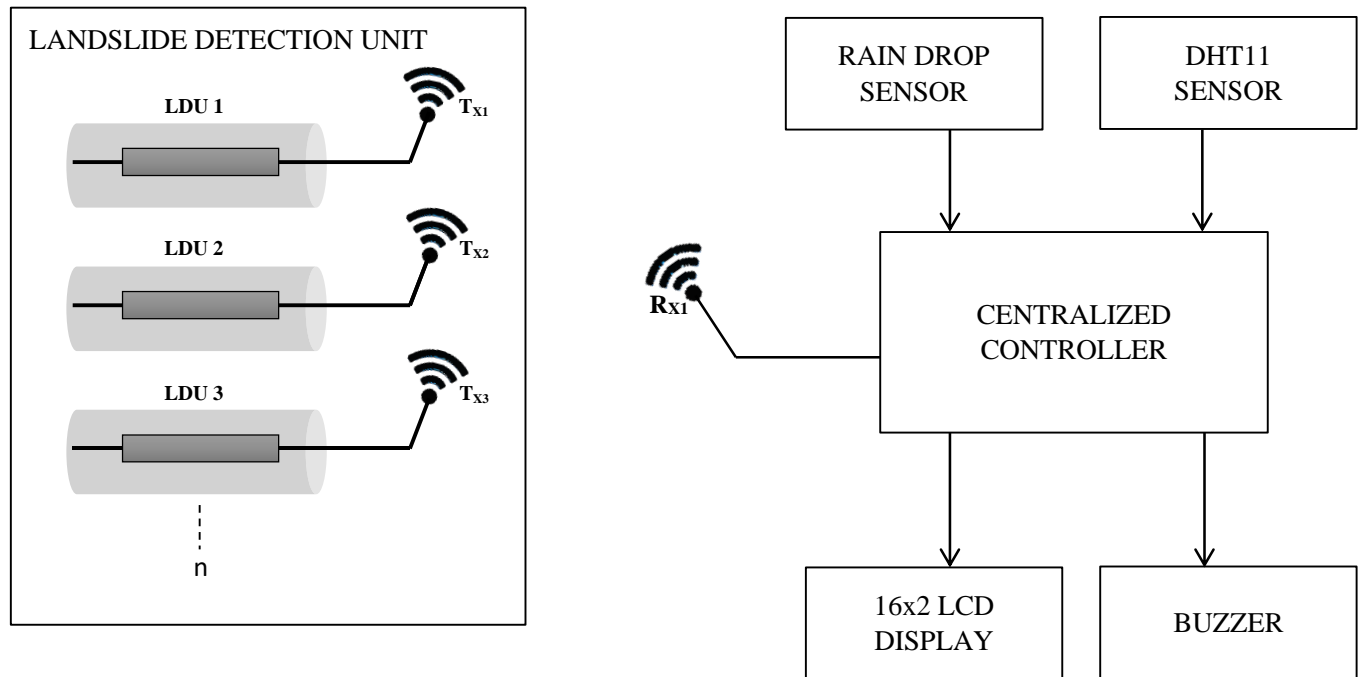 LANDSLIDE DETECTION UNIT
LDU 1
TX1
LDU 2
TX2
LDU 3
TX3
n
RAIN DROP
SENSOR
DHT11
SENSOR
RX1
CENTRALIZED
CONTROLLER
16x2 LCD
DISPLAY
BUZZER